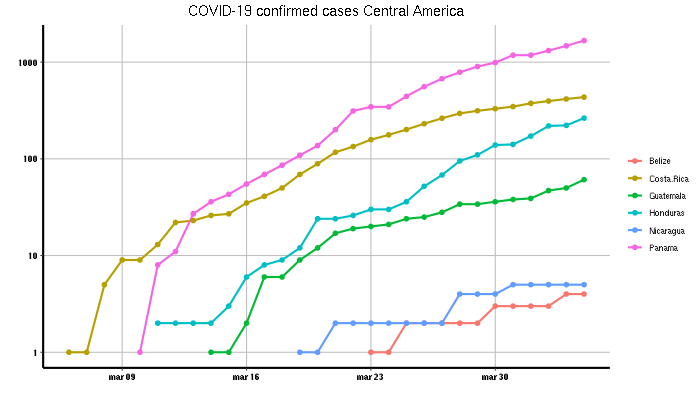 COVID-19 confirmed cases Central America
1000
100
10
1
mar 09
mar 16
mar 23
mar 30
Belize
Costa.Rica
Guatemala
Honduras
Nicaragua
Panama